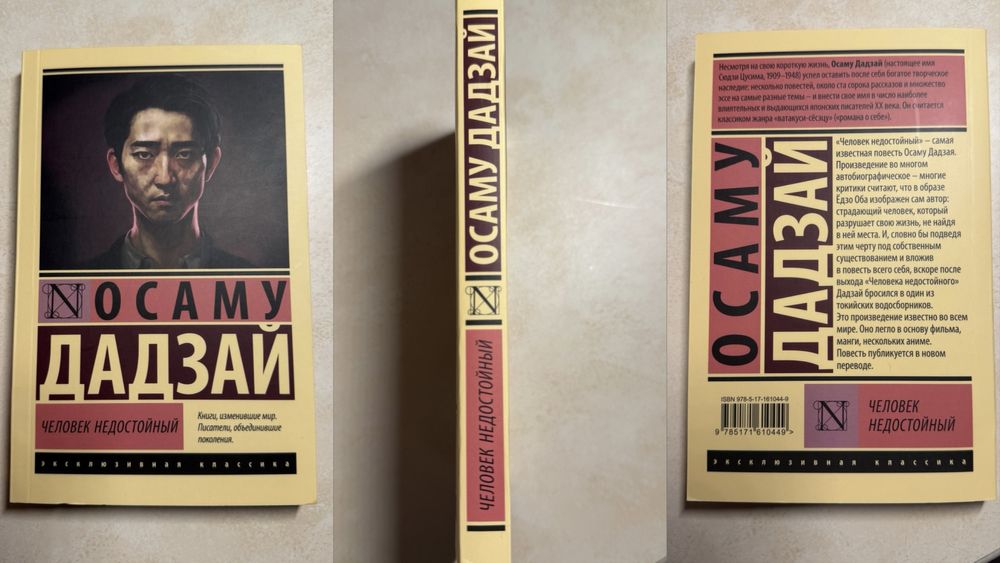 ОСАМУ
ДАДЗАЙ
ЧЕЛОВЕК НЕДОСТОЙНЫЙ
Книги, изменившие мир.
Писатели, объединившие
поколения.
эксклюзивная классика
ОСАМУ ДАДЗАЙ
N
ЧЕЛОВЕК НЕДОСТОЙНЫЙ
Несмотря на свою короткую жизнь, Осаму Дадзай (настоящее имя
Сюдзи Цусима, 1909–1948) успел оставить после себя богатое творческое
наследие: несколько повестей, около ста сорока рассказов и множество
эссе на самые разные темы – и внести свое имя в число наиболее
влиятельных и выдающихся японских писателей XX века. Он считается
классиком жанра «ватакуси-сёсэцу» («романа о себе»).
ОСАМУ
ДАДЗАЙ
«Человек недостойный» – самая
известная повесть Осаму Дадзая.
Произведение во многом
автобиографическое – многие
критики считают, что в образе
Ёдзо Оба изображен сам автор:
страдающий человек, который
разрушает свою жизнь, не найдя
в ней места. И, словно бы подведя
этим черту под собственным
существованием и вложив
в повесть всего себя, вскоре после
выхода «Человека недостойного»
Дадзай бросился в один из
токийских водосборников.
Это произведение известно во всем
мире. Оно легло в основу фильма,
манги, нескольких аниме.
Повесть публикуется в новом
переводе.
ISBN 978-5-17-161044-9
9 785171 610449 >
N
ЧЕЛОВЕК
НЕДОСТОЙНЫЙ
эксклюзивная классика